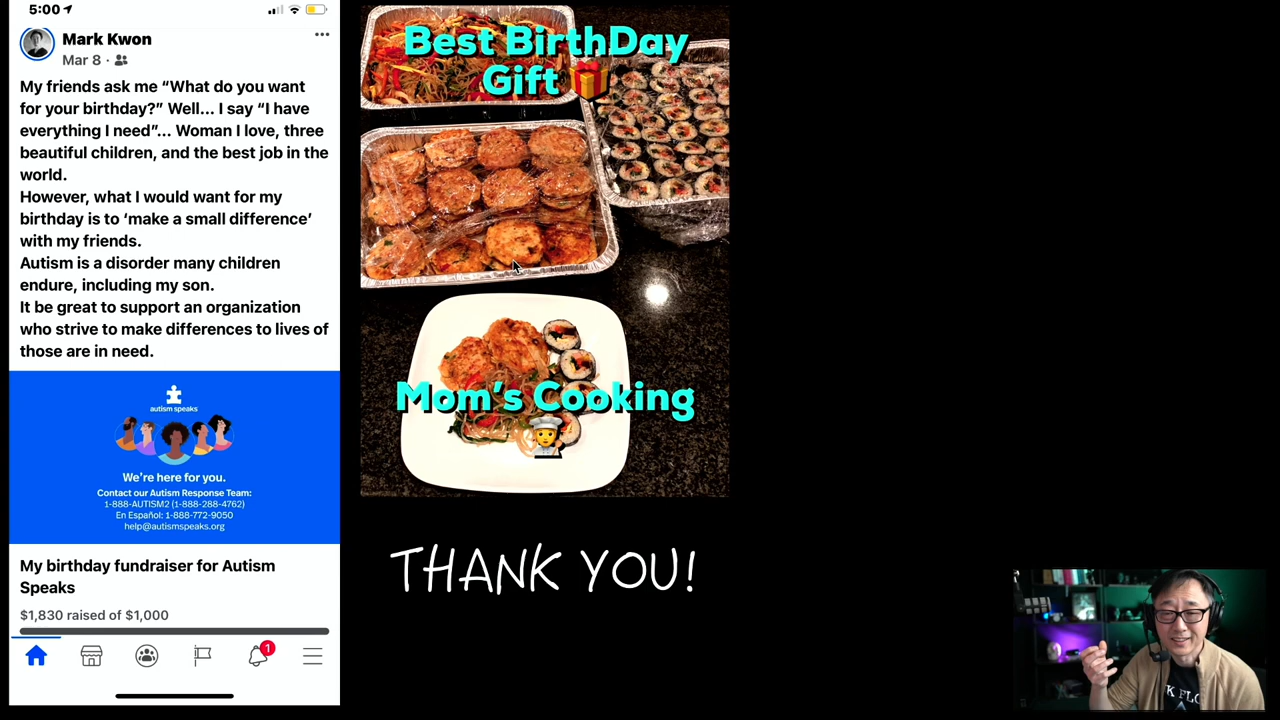 5:00
Mark Kwon
Mar 8 ·
My friends ask me “What do you want
for your birthday?” Well... I say “I have
everything I need”... Woman I love, three
beautiful children, and the best job in the
world.
However, what I would want for my
birthday is to ‘make a small difference’
with my friends.
Autism is a disorder many children
endure, including my son.
It be great to support an organization
who strive to make differences to lives of
those are in need.
autism speaks
We’re here for you.
Contact our Autism Response Team:
1-888-AUTISM2 (1-888-288-4762)
En Español: 1-888-772-9050
help@autismspeaks.org
My birthday fundraiser for Autism
Speaks
$1,830 raised of $1,000
1
Best BirthDay
Gift
Mom’s Cooking
THANK YOU!